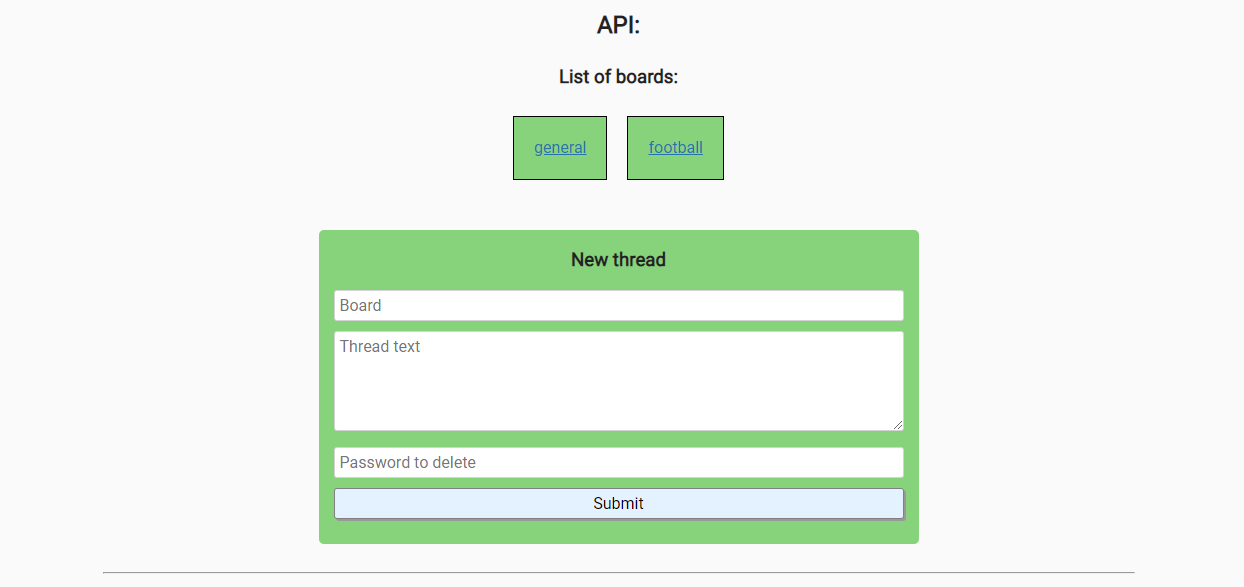 API:
List of boards:
general football
New thread
Board
Thread text
Password to delete
Submit